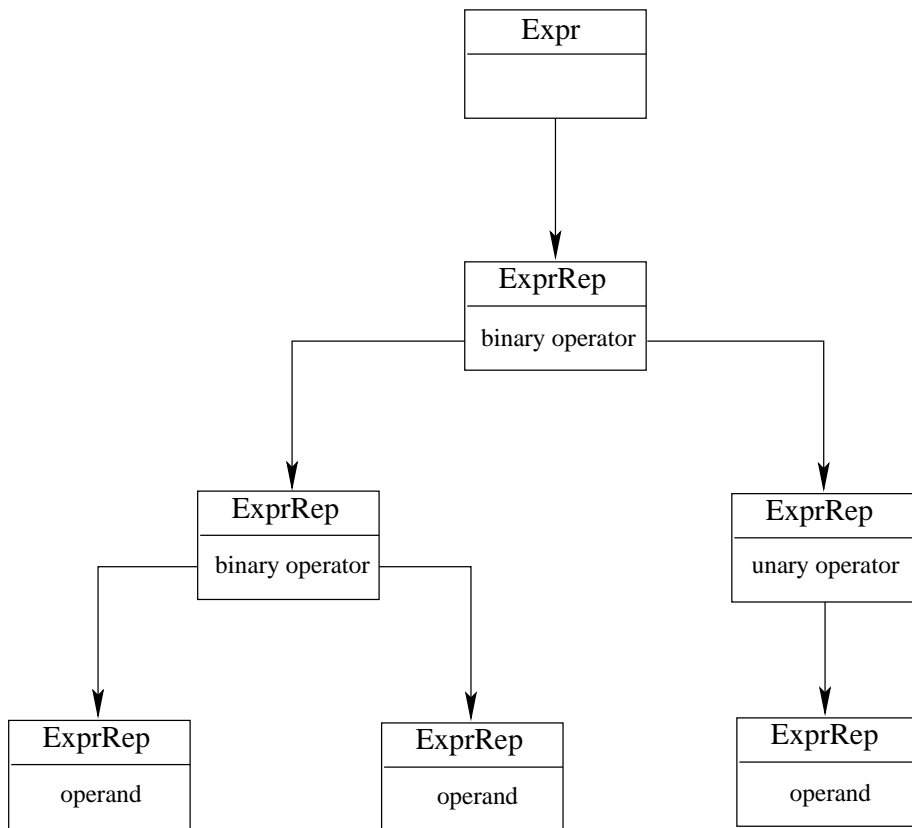 Expr
ExprRep
binary operator
ExprRep
binary operator
ExprRep
unary operator
ExprRep
operand
ExprRep
operand
ExprRep
operand